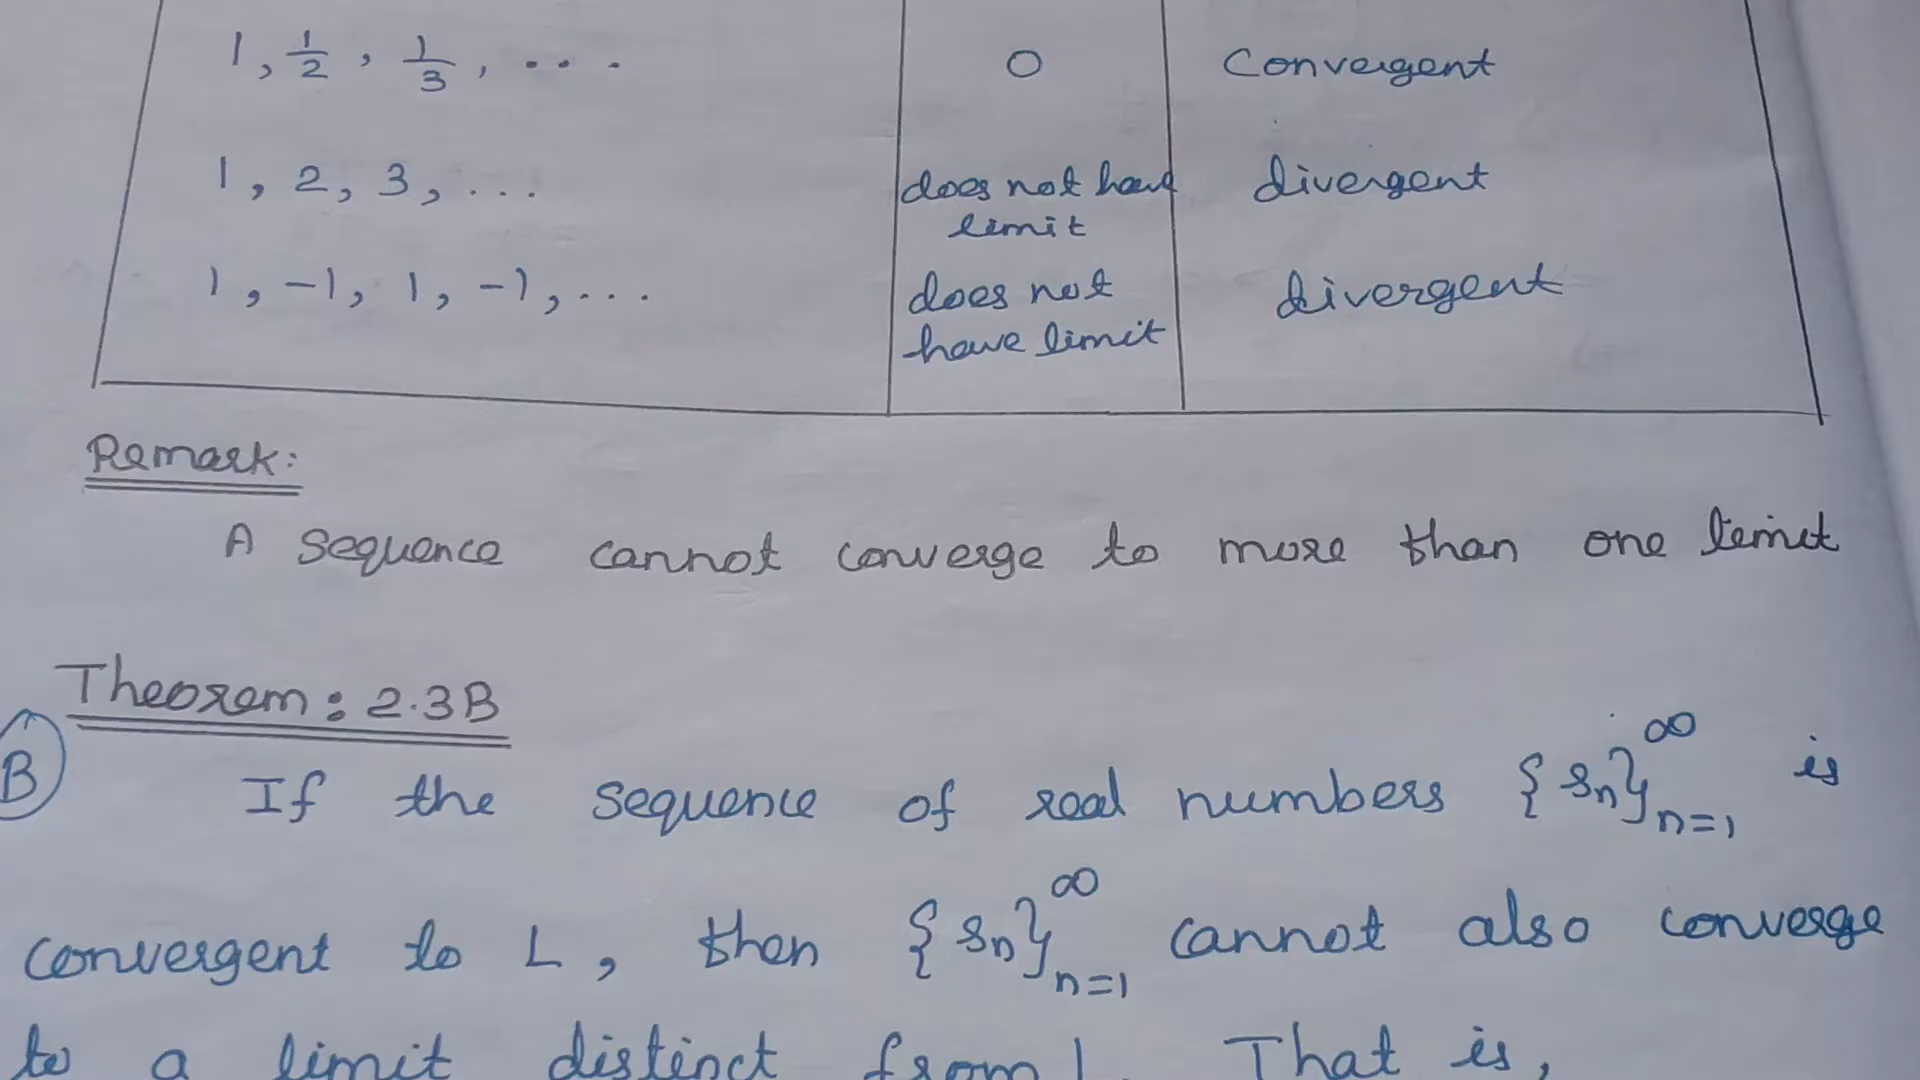 1, 1/2, 1/3, .... 0 Convergent
1, 2, 3, ... does not have limit divergent
1, -1, 1, -1, ... does not have limit divergent
Remark:
A sequence cannot converge to more than one limit
Theorem: 2.3B
B
If the sequence of real numbers {sn}∞n=1 is
convergent to L, then {sn}∞n=1 cannot also converge
to a limit distinct from L. That is,